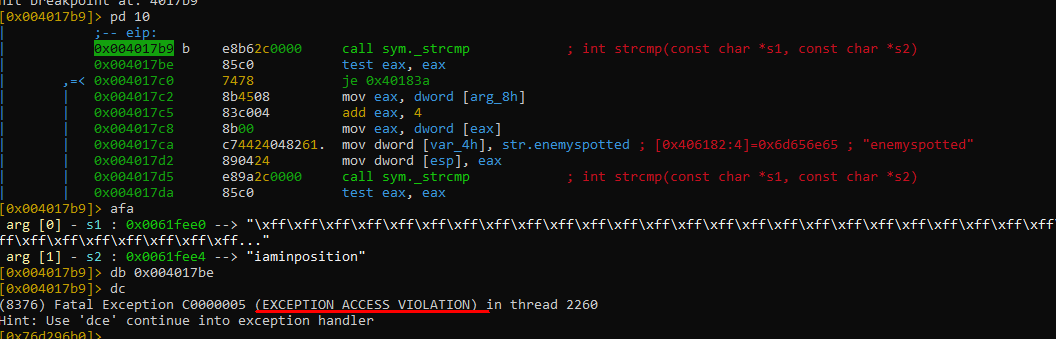 hit breakpoint at: 4017b9
[0x004017b9]> pd 10
| ;-- eip:
| 0x004017b9 b e8b62c0000 call sym._strcmp ; int strcmp(const char *s1, const char *s2)
| 0x004017be 85c0 test eax, eax
| ,=< 0x004017c0 7478 je 0x40183a
| | 0x004017c2 8b4508 mov eax, dword [arg_8h]
| | 0x004017c5 83c004 add eax, 4
| | 0x004017c8 8b00 mov eax, dword [eax]
| | 0x004017ca c74424048261. mov dword [var_4h], str.enemyspotted ; [0x406182:4]=0x6d656e65 ; "enemyspotted"
| | 0x004017d2 890424 mov dword [esp], eax
| | 0x004017d5 e89a2c0000 call sym._strcmp ; int strcmp(const char *s1, const char *s2)
| | 0x004017da 85c0 test eax, eax
[0x004017b9]> afa
arg [0] - s1 : 0x0061fee0 --> "\xff\xff\xff\xff\xff\xff\xff\xff\xff\xff\xff\xff\xff\xff\xff\xff\xff\xff\xff\xff\xff\xff\xff\xff\xff\xff\xff\xff
ff\xff\xff\xff\xff\xff\xff\xff..."
arg [1] - s2 : 0x0061fee4 --> "iaminposition"
[0x004017b9]> db 0x004017be
[0x004017b9]> dc
(8376) Fatal Exception C0000005 (EXCEPTION_ACCESS_VIOLATION) in thread 2260
Hint: Use 'dce' continue into exception handler
[0x76d296b0]>